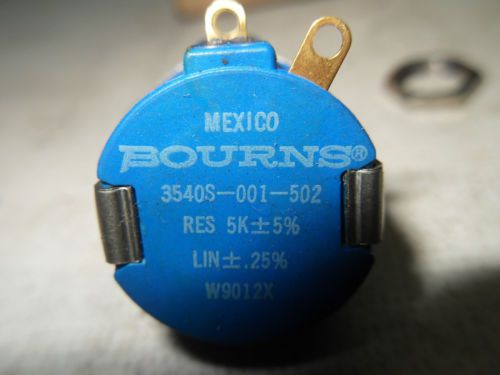 MEXICO
BOURNS®
3540S-001-502
RES 5K±5%
LIN±.25%
W9012X